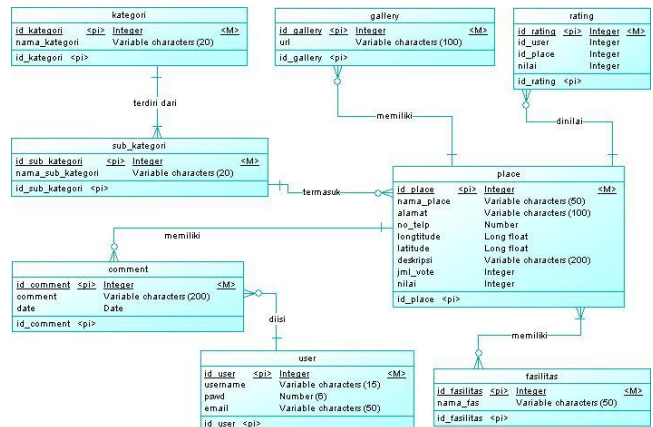 kategori
id_kategori <pi> Integer <M>
nama_kategori Variable characters (20)
id_kategori <pi>
gallery
id_gallery <pi> Integer <M>
url Variable characters (100)
id_gallery <pi>
rating
id_rating <pi> Integer <M>
id_user Integer
id_place Integer
nilai Integer
id_rating <pi>
terdiri dari
memiliki
dinilai
sub_kategori
id_sub_kategori <pi> Integer <M>
nama_sub_kategori Variable characters (20)
id_sub_kategori <pi>
termasuk
place
id_place <pi> Integer <M>
nama_place Variable characters (50)
alamat Variable characters (100)
no_telp Number
longtitude Long float
latitude Long float
deskripsi Variable characters (200)
jml_vote Integer
nilai Integer
id_place <pi>
memiliki
comment
id_comment <pi> Integer <M>
comment Variable characters (200)
date Date
id_comment <pi>
diisi
memiliki
user
id_user <pi> Integer <M>
username Variable characters (15)
pswd Number (6)
email Variable characters (50)
id_user <pi>
fasilitas
id_fasilitas <pi> Integer <M>
nama_fas Variable characters (50)
id_fasilitas <pi>